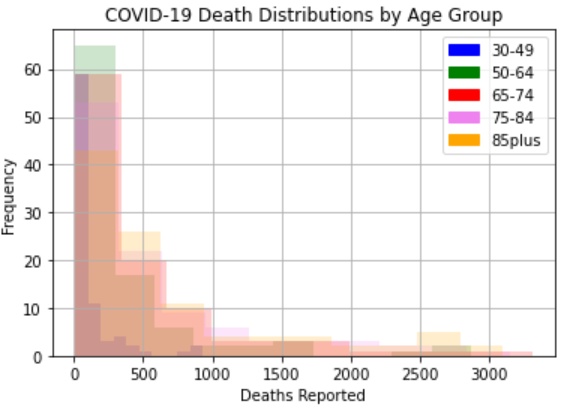 COVID-19 Death Distributions by Age Group
30-49
50-64
65-74
75-84
85plus
60
50
40
30
20
10
0
Frequency
0 500 1000 1500 2000 2500 3000
Deaths Reported